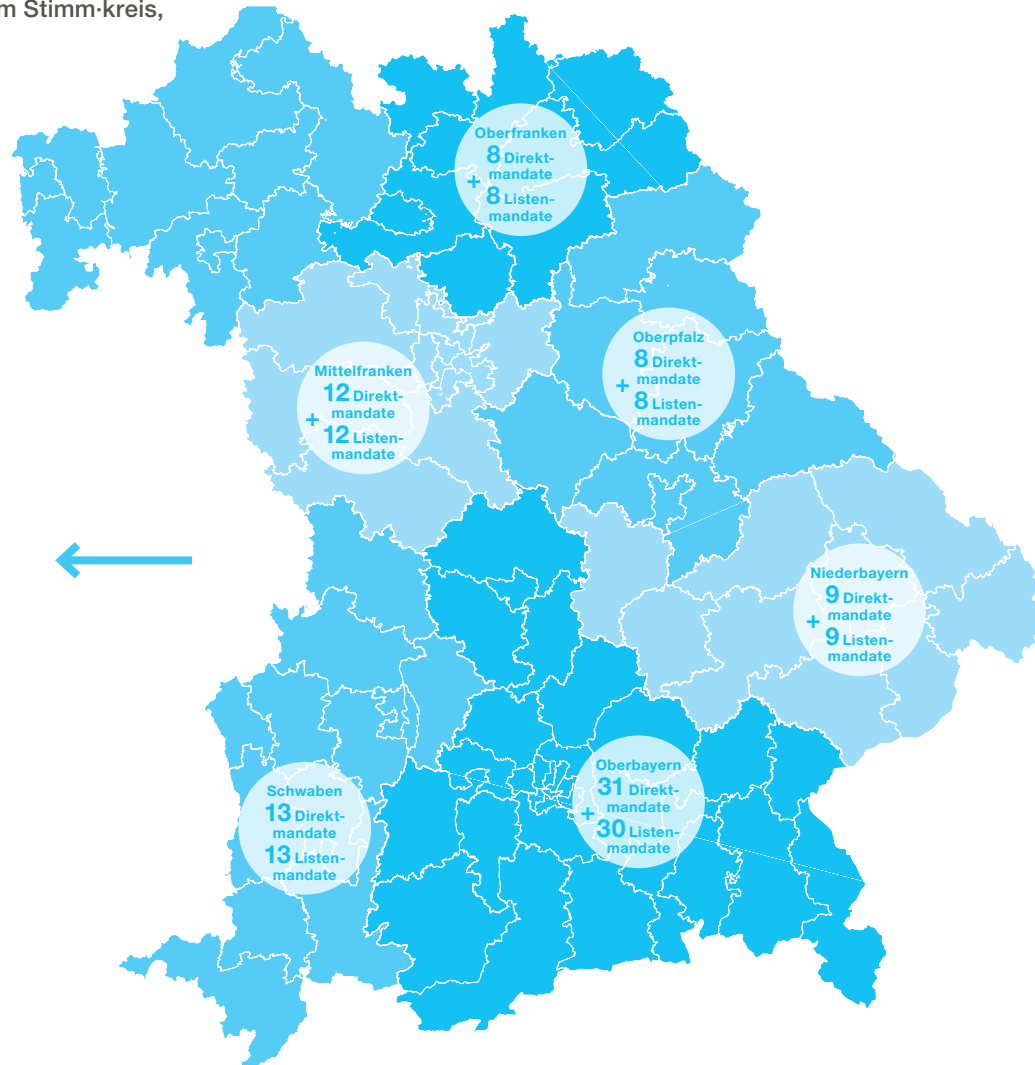 m Stimm·kreis,
Oberfranken
8 Direkt-
mandate
+
8 Listen-
mandate
Oberpfalz
8 Direkt-
mandate
+
8 Listen-
mandate
Mittelfranken
12 Direkt-
mandate
+
12 Listen-
mandate
Niederbayern
9 Direkt-
mandate
+
9 Listen-
mandate
Oberbayern
31 Direkt-
mandate
+
30 Listen-
mandate
Schwaben
13 Direkt-
mandate
13 Listen-
mandate